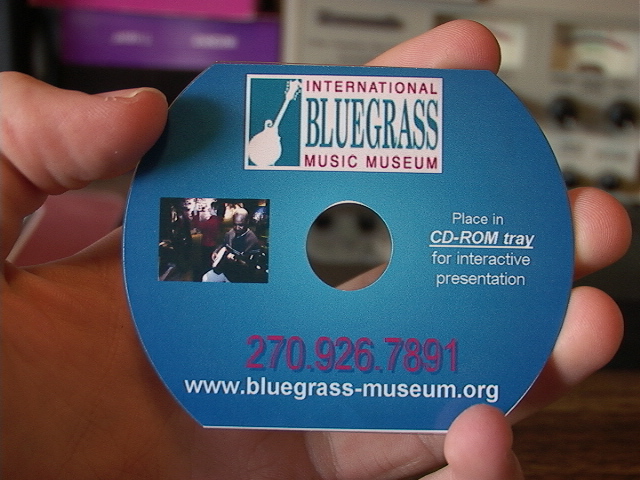 INTERNATIONAL
BLUEGRASS
MUSIC MUSEUM
Place in
CD-ROM tray
for interactive
presentation
270.926.7891
www.bluegrass-museum.org